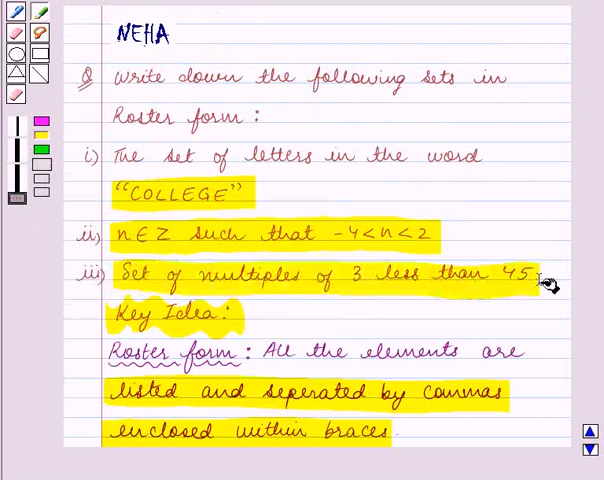 NEHA
Q Write down the following sets in
Roster form :
i) The set of letters in the word
"COLLEGE"
ii) n ∈ Z such that -4 < n < 2
iii) Set of multiples of 3 less than 45.
Key Idea :
Roster form : All the elements are
listed and seperated by commas
enclosed within braces.